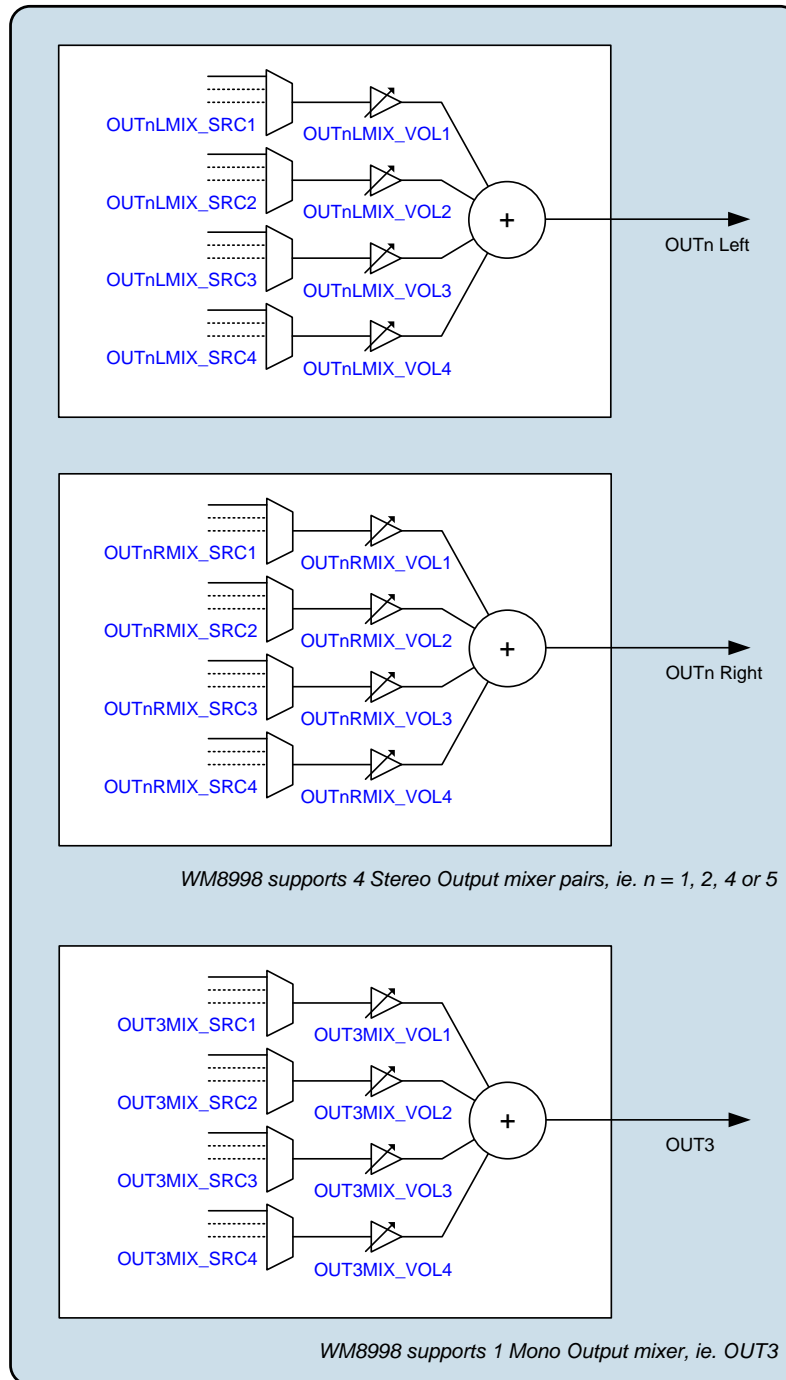 OUTnLMIX_SRC1
OUTnLMIX_VOL1
OUTnLMIX_SRC2
OUTnLMIX_VOL2
+
OUTn Left
OUTnLMIX_SRC3
OUTnLMIX_VOL3
OUTnLMIX_SRC4
OUTnLMIX_VOL4
OUTnRMIX_SRC1
OUTnRMIX_VOL1
OUTnRMIX_SRC2
OUTnRMIX_VOL2
+
OUTn Right
OUTnRMIX_SRC3
OUTnRMIX_VOL3
OUTnRMIX_SRC4
OUTnRMIX_VOL4
WM8998 supports 4 Stereo Output mixer pairs, ie. n = 1, 2, 4 or 5
OUT3MIX_SRC1
OUT3MIX_VOL1
OUT3MIX_SRC2
OUT3MIX_VOL2
+
OUT3
OUT3MIX_SRC3
OUT3MIX_VOL3
OUT3MIX_SRC4
OUT3MIX_VOL4
WM8998 supports 1 Mono Output mixer, ie. OUT3